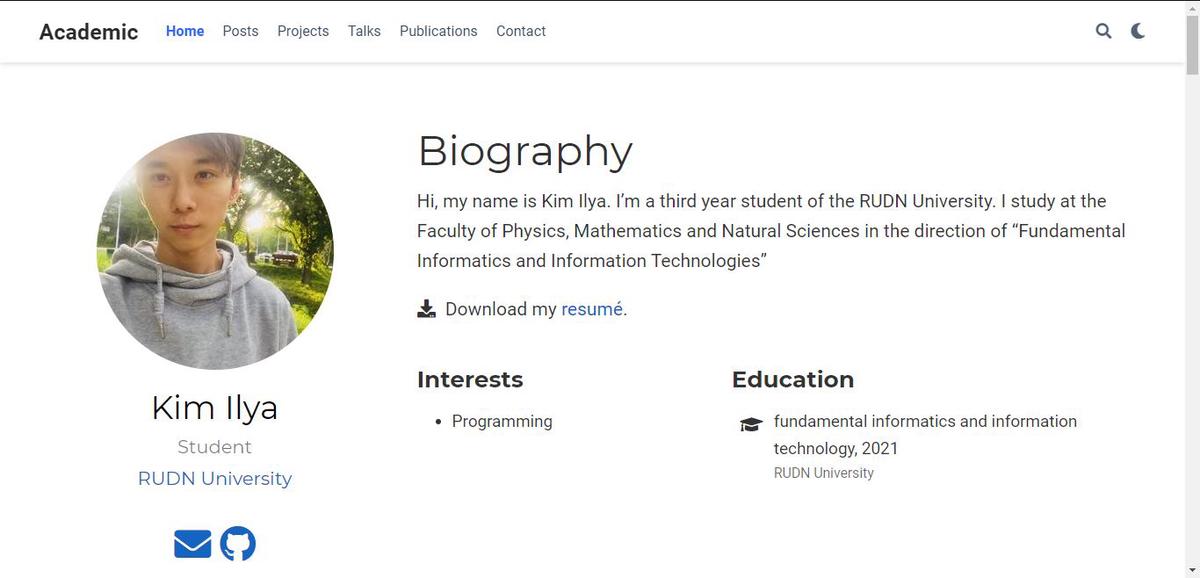 Academic Home Posts Projects Talks Publications Contact
Biography
Hi, my name is Kim Ilya. I’m a third year student of the RUDN University. I study at the
Faculty of Physics, Mathematics and Natural Sciences in the direction of “Fundamental
Informatics and Information Technologies”
Download my resumé.
Kim Ilya
Student
RUDN University
Interests
Programming
Education
fundamental informatics and information
technology, 2021
RUDN University